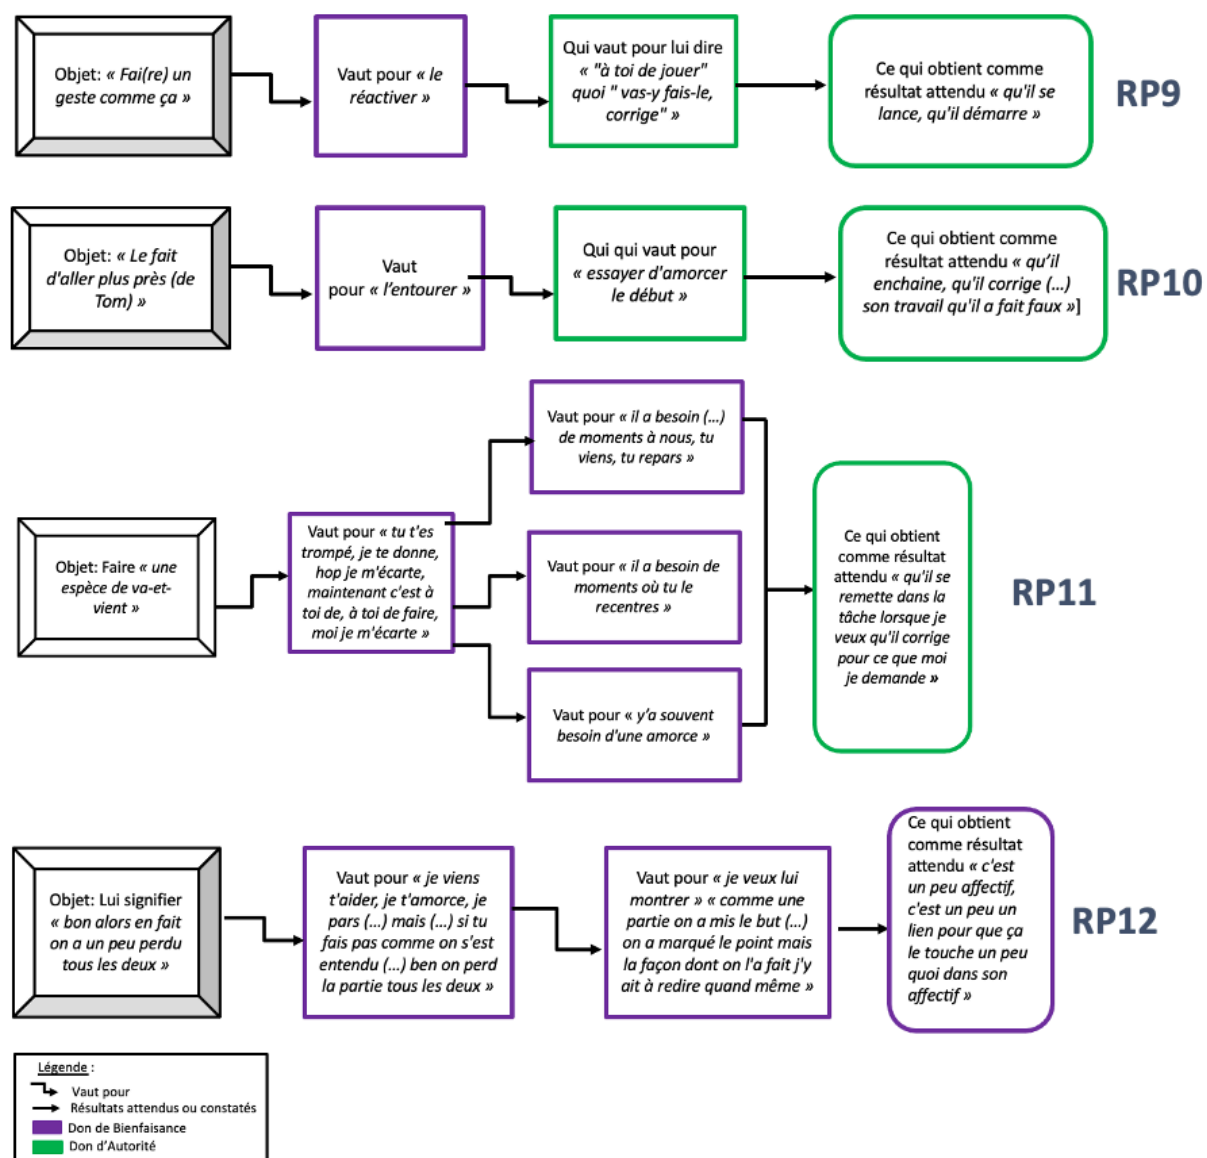 Objet: « Fai(re) un
geste comme ça »
Vaut pour « le
réactiver »
Qui vaut pour lui dire
« "à toi de jouer"
quoi " vas-y fais-le,
corrige" »
Ce qui obtient comme
résultat attendu « qu'il se
lance, qu'il démarre »
RP9
Objet: « Le fait
d'aller plus près (de
Tom) »
Vaut
pour « l’entourer »
Qui qui vaut pour
« essayer d'amorcer
le début »
Ce qui obtient comme
résultat attendu « qu’il
enchaine, qu'il corrige (...)
son travail qu'il a fait faux »]
RP10
Objet: Faire « une
espèce de va-et-
vient »
Vaut pour « tu t'es
trompé, je te donne,
hop je m'écarte,
maintenant c'est à
toi de, à toi de faire,
moi je m'écarte »
Vaut pour « il a besoin (...)
de moments à nous, tu
viens, tu repars »
Vaut pour « il a besoin de
moments où tu le
recentres »
Vaut pour « y’a souvent
besoin d'une amorce »
Ce qui obtient
comme résultat
attendu « qu'il se
remette dans la
tâche lorsque je
veux qu'il corrige
pour ce que moi
je demande »
RP11
Objet: Lui signifier
« bon alors en fait
on a un peu perdu
tous les deux »
Vaut pour « je viens
t'aider, je t'amorce, je
pars (...) mais (...) si tu
fais pas comme on s'est
entendu (...) ben on perd
la partie tous les deux »
Vaut pour « je veux lui
montrer » « comme une
partie on a mis le but (...)
on a marqué le point mais
la façon dont on l'a fait j'y
ait à redire quand même »
Ce qui obtient
comme résultat
attendu « c'est
un peu affectif,
c'est un peu un
lien pour que ça
le touche un peu
quoi dans son
affectif »
RP12
Légende :
Vaut pour
Résultats attendus ou constatés
Don de Bienfaisance
Don d’Autorité